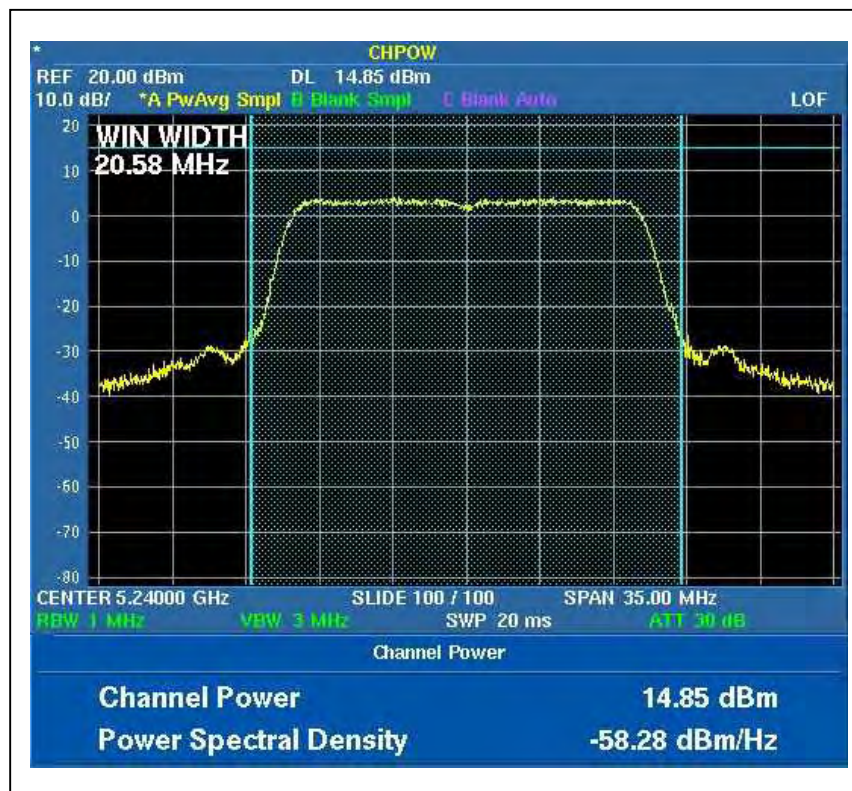 *
CHPOW
REF 20.00 dBm DL 14.85 dBm
10.0 dB/ *A PwAvg Smpl B Blank Smpl C Blank Auto LOF
20
WIN WIDTH
10
20.58 MHz
0
-10
-20
-30
-40
-50
-60
-70
-80
CENTER 5.24000 GHz SLIDE 100 / 100 SPAN 35.00 MHz
RBW 1 MHz VBW 3 MHz SWP 20 ms ATT 30 dB
Channel Power
Channel Power 14.85 dBm
Power Spectral Density -58.28 dBm/Hz